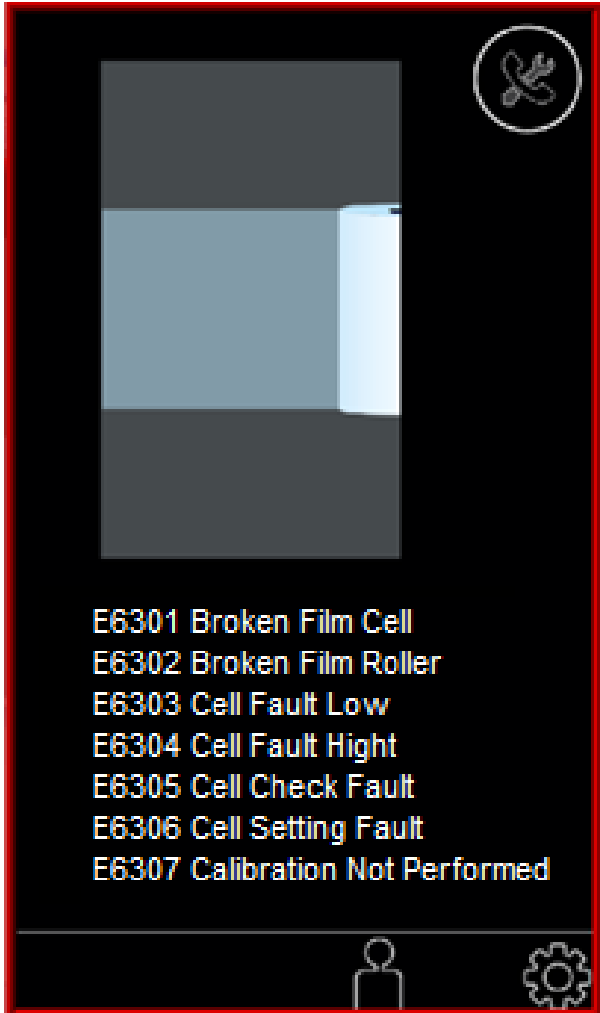 E6301 Broken Film Cell
E6302 Broken Film Roller
E6303 Cell Fault Low
E6304 Cell Fault Hight
E6305 Cell Check Fault
E6306 Cell Setting Fault
E6307 Calibration Not Performed